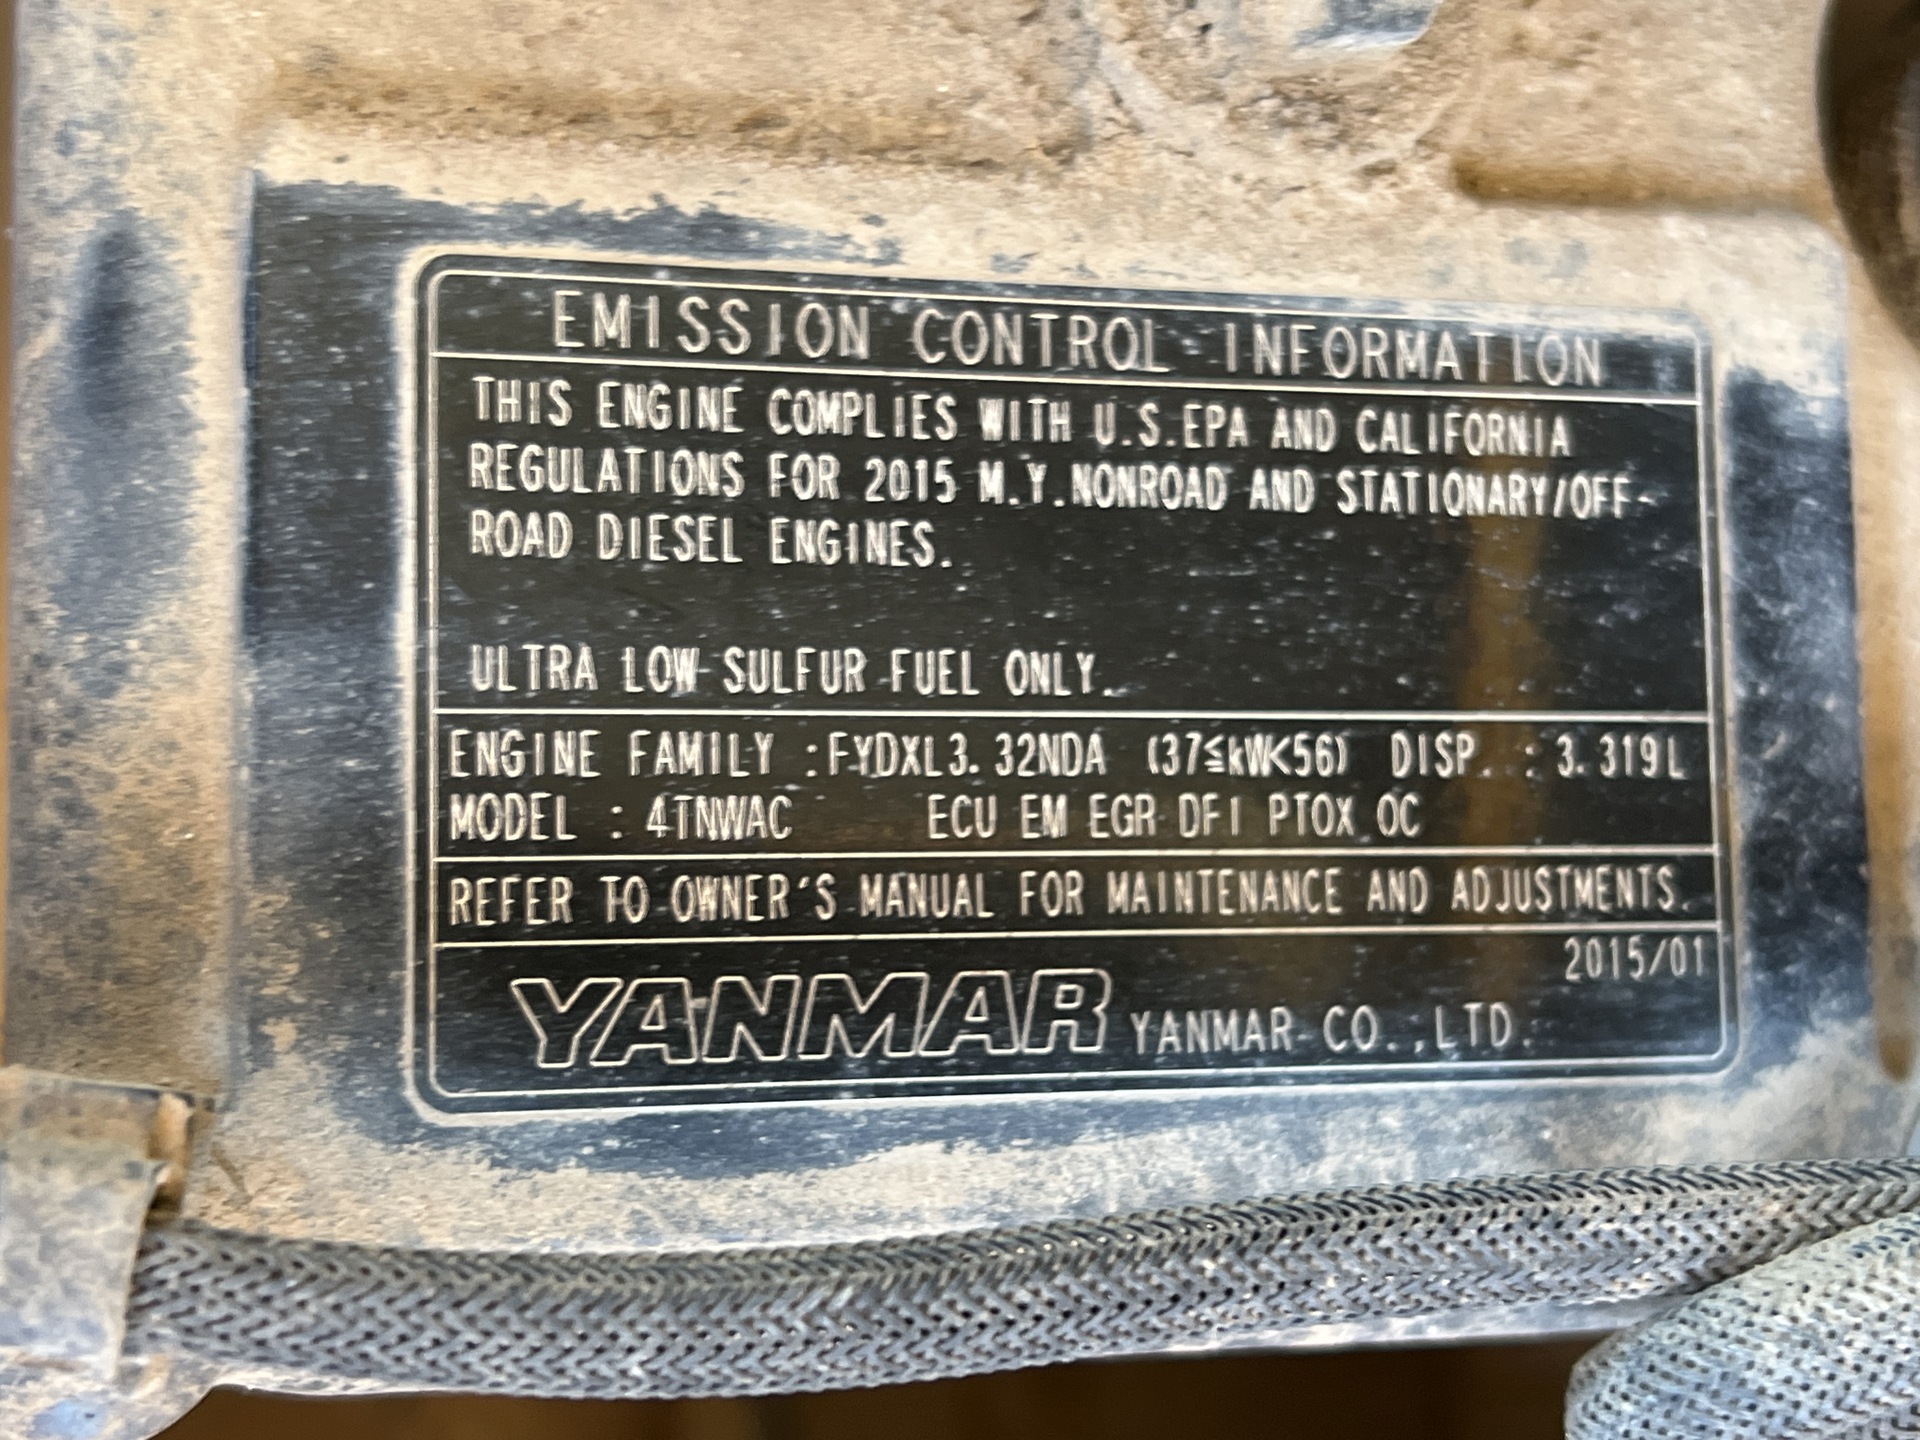 EMISSION CONTROL INFORMATION
THIS ENGINE COMPLIES WITH U.S.EPA AND CALIFORNIA
REGULATIONS FOR 2015 M.Y.NONROAD AND STATIONARY/OFF-
ROAD DIESEL ENGINES.
ULTRA LOW SULFUR FUEL ONLY.
ENGINE FAMILY :FYDXL3.32NDA (37≦kW<56) DISP. : 3.319L
MODEL : 4TNWAC ECU EM EGR DFI PTOX OC
REFER TO OWNER'S MANUAL FOR MAINTENANCE AND ADJUSTMENTS.
2015/01
YANMAR YANMAR CO.,LTD.